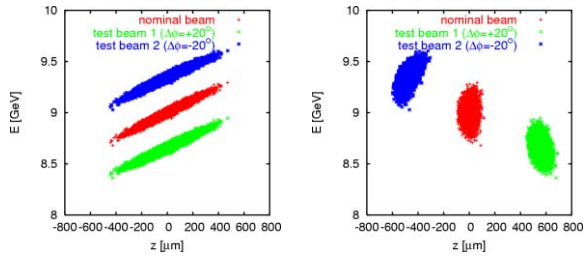 nominal beam
test beam 1 (Δϕ=+20°)
test beam 2 (Δϕ=-20°)
10
9.5
9
8.5
8
E [GeV]
-800 -600 -400 -200 0 200 400 600 800
z [μm]
nominal beam
test beam 1 (Δϕ=+20°)
test beam 2 (Δϕ=-20°)
10
9.5
9
8.5
8
E [GeV]
-800 -600 -400 -200 0 200 400 600 800
z [μm]